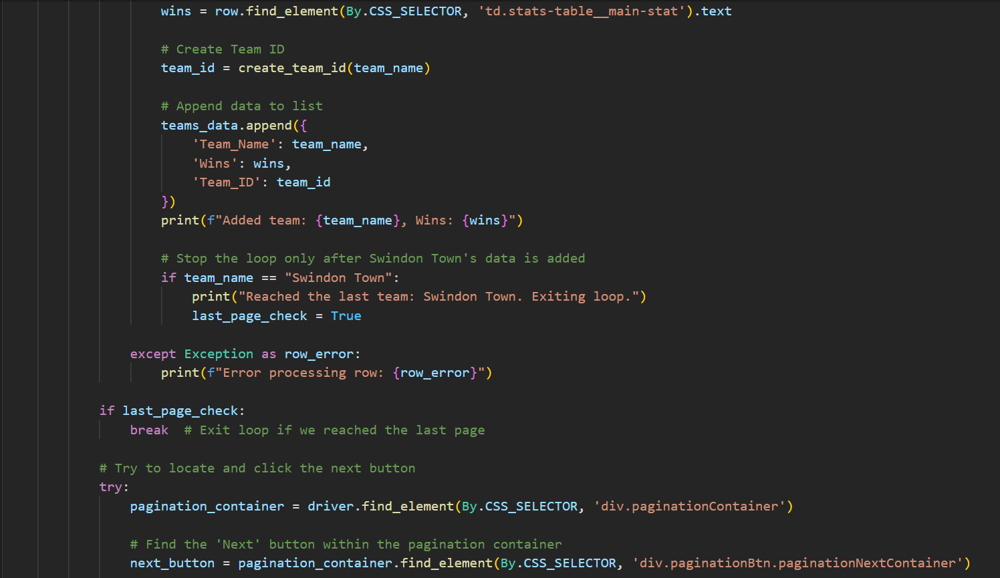 wins = row.find_element(By.CSS_SELECTOR, 'td.stats-table__main-stat').text
# Create Team ID
team_id = create_team_id(team_name)
# Append data to list
teams_data.append({
'Team_Name': team_name,
'Wins': wins,
'Team_ID': team_id
})
print(f"Added team: {team_name}, Wins: {wins}")
# Stop the loop only after Swindon Town's data is added
if team_name == "Swindon Town":
print("Reached the last team: Swindon Town. Exiting loop.")
last_page_check = True
except Exception as row_error:
print(f"Error processing row: {row_error}")
if last_page_check:
break  # Exit loop if we reached the last page
# Try to locate and click the next button
try:
pagination_container = driver.find_element(By.CSS_SELECTOR, 'div.paginationContainer')
# Find the 'Next' button within the pagination container
next_button = pagination_container.find_element(By.CSS_SELECTOR, 'div.paginationBtn.paginationNextContainer')